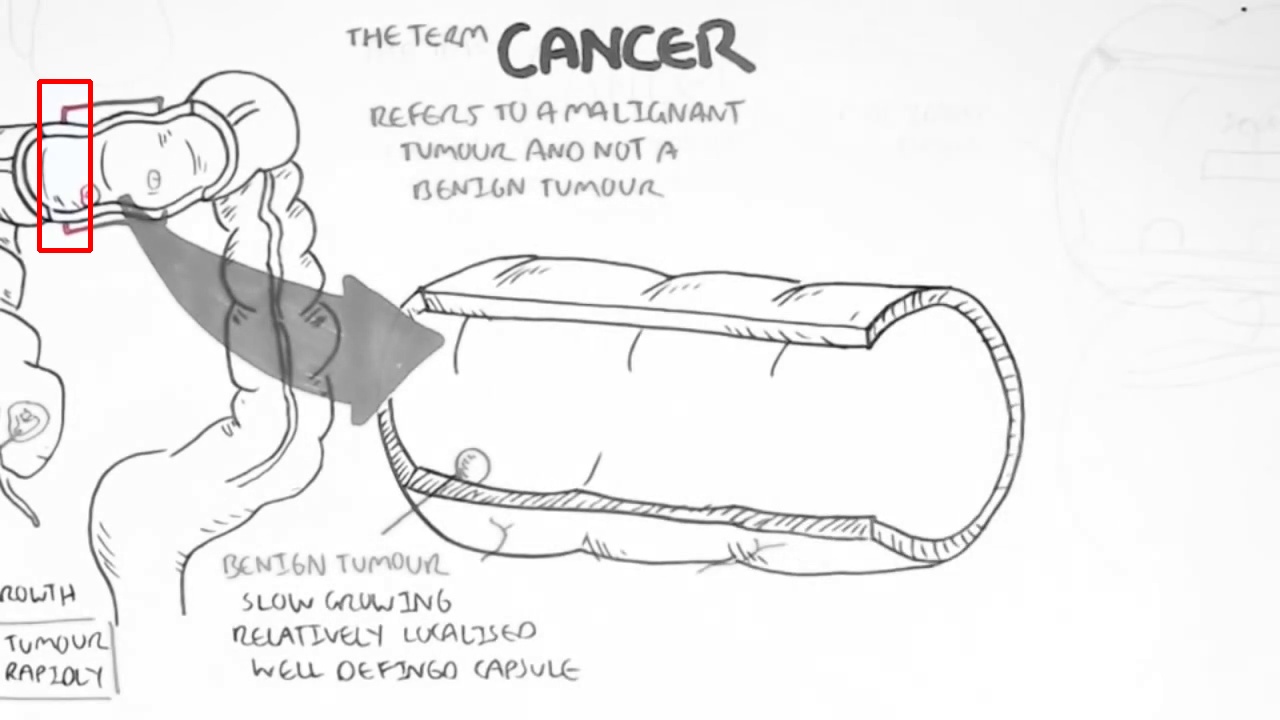 THE TERM CANCER
REFERS TO A MALIGNANT
TUMOUR AND NOT A
BENIGN TUMOUR
BENIGN TUMOUR
SLOW GROWING
RELATIVELY LOCALISED
WELL DEFINED CAPSULE
ROWTH
TUMOUR
RAPIDLY